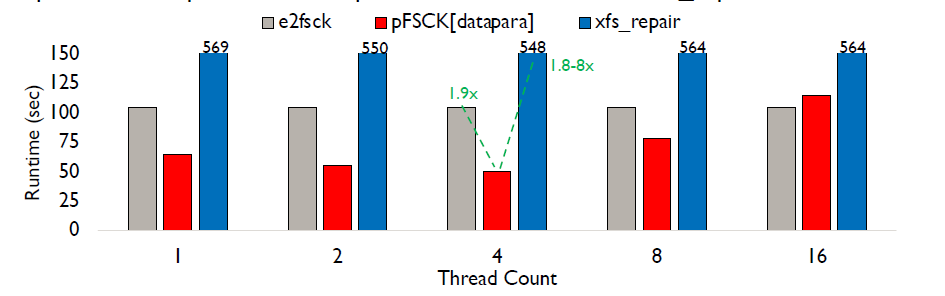 e2fsck pFSCK[datapara] xfs_repair
569 550 548 564 564
150
125
100
75
50
25
0
Runtime (sec)
1.9x
1.8-8x
1 2 4 8 16
Thread Count